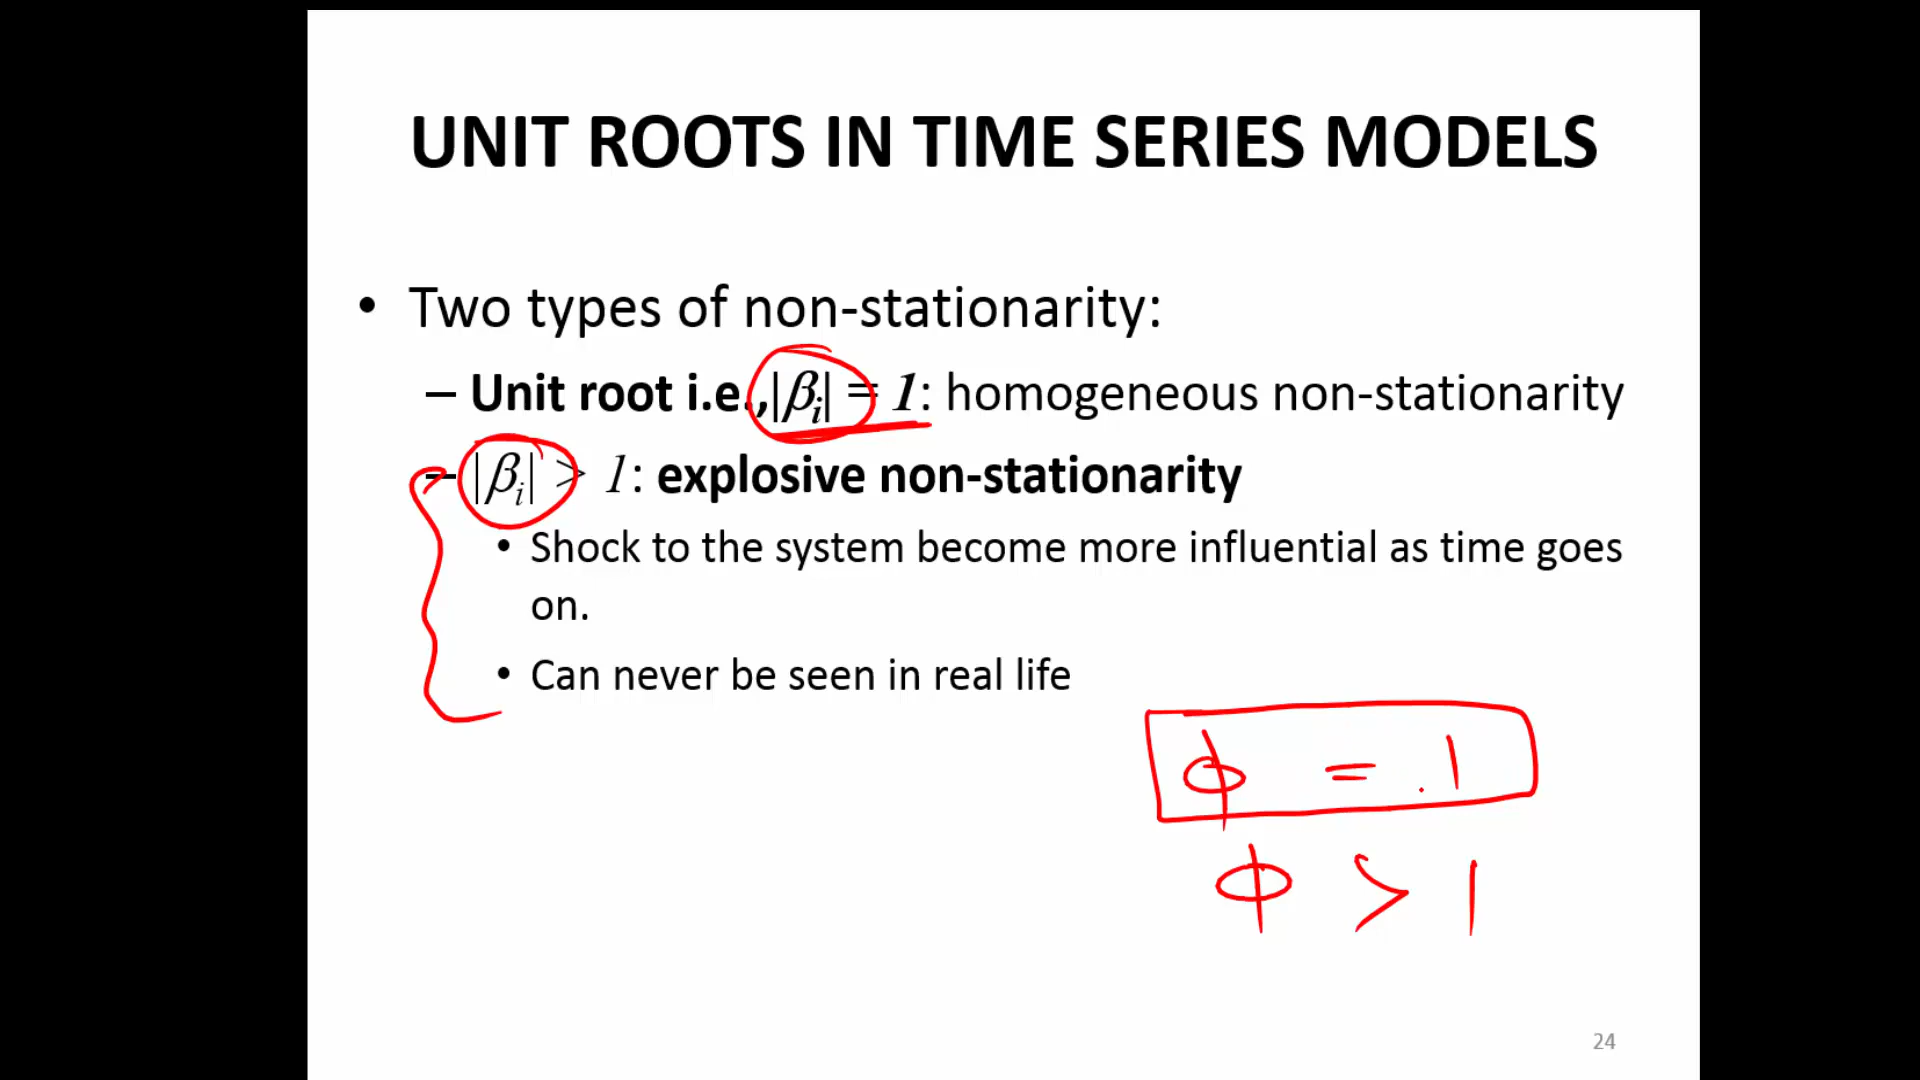 UNIT ROOTS IN TIME SERIES MODELS
• Two types of non-stationarity:
– Unit root i.e.,|βi| = 1: homogeneous non-stationarity
– |βi| > 1: explosive non-stationarity
• Shock to the system become more influential as time goes
on.
• Can never be seen in real life
ϕ = .1
ϕ > 1
24